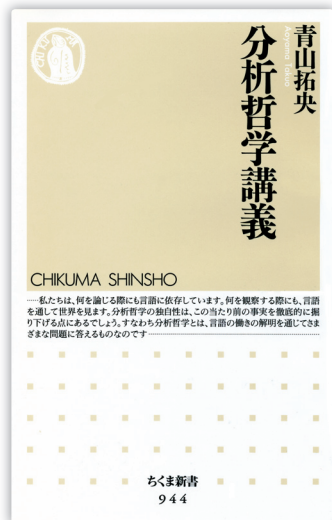 青山拓央
Aoyama Takuo
分析哲学講義
CHIKUMA SHINSHO
……私たちは、何を論じる際にも言語に依存しています。何を観察する際にも、言語
を通して世界を見ます。分析哲学の独自性は、この当たり前の事実を徹底的に掘
り下げる点にあるでしょう。すなわち分析哲学とは、言語の働きの解明を通じてさま
ざまな問題に答えるものなのです……
ちくま新書
944